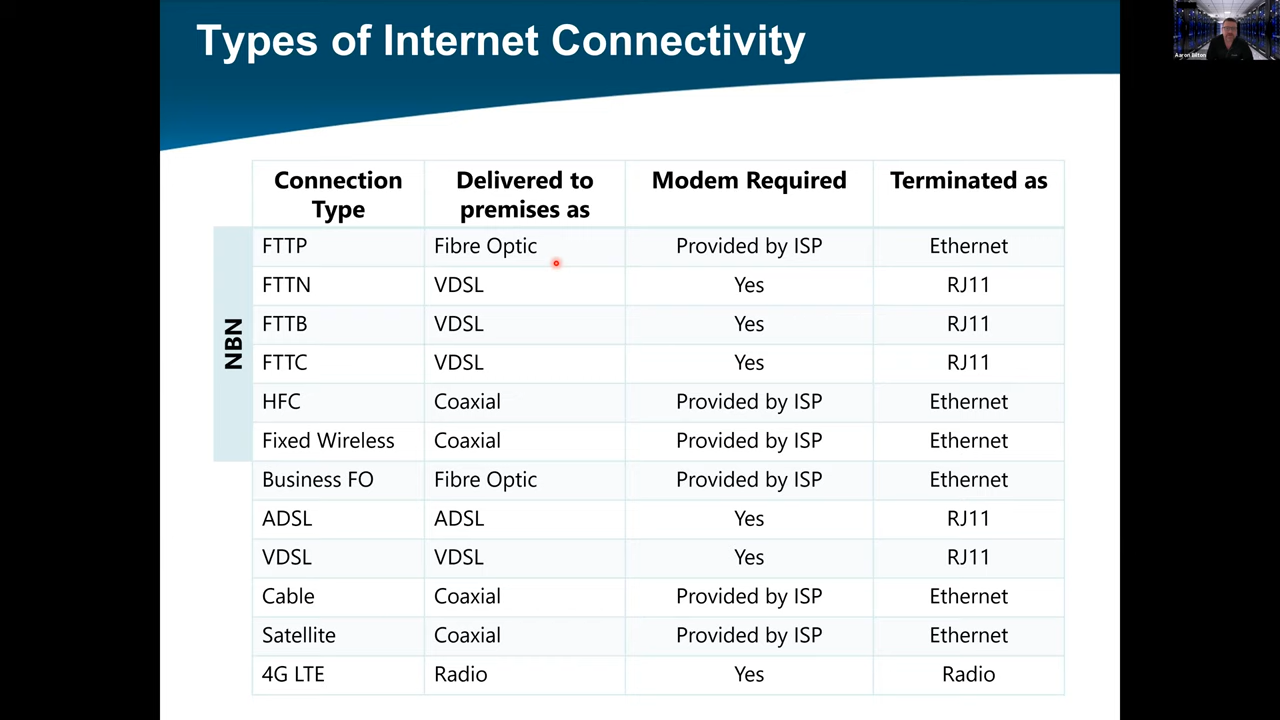 Types of Internet Connectivity
Aaron Bilton
Connection Type Delivered to premises as Modem Required Terminated as
NBN
FTTP Fibre Optic Provided by ISP Ethernet
FTTN VDSL Yes RJ11
FTTB VDSL Yes RJ11
FTTC VDSL Yes RJ11
HFC Coaxial Provided by ISP Ethernet
Fixed Wireless Coaxial Provided by ISP Ethernet
Business FO Fibre Optic Provided by ISP Ethernet
ADSL ADSL Yes RJ11
VDSL VDSL Yes RJ11
Cable Coaxial Provided by ISP Ethernet
Satellite Coaxial Provided by ISP Ethernet
4G LTE Radio Yes Radio